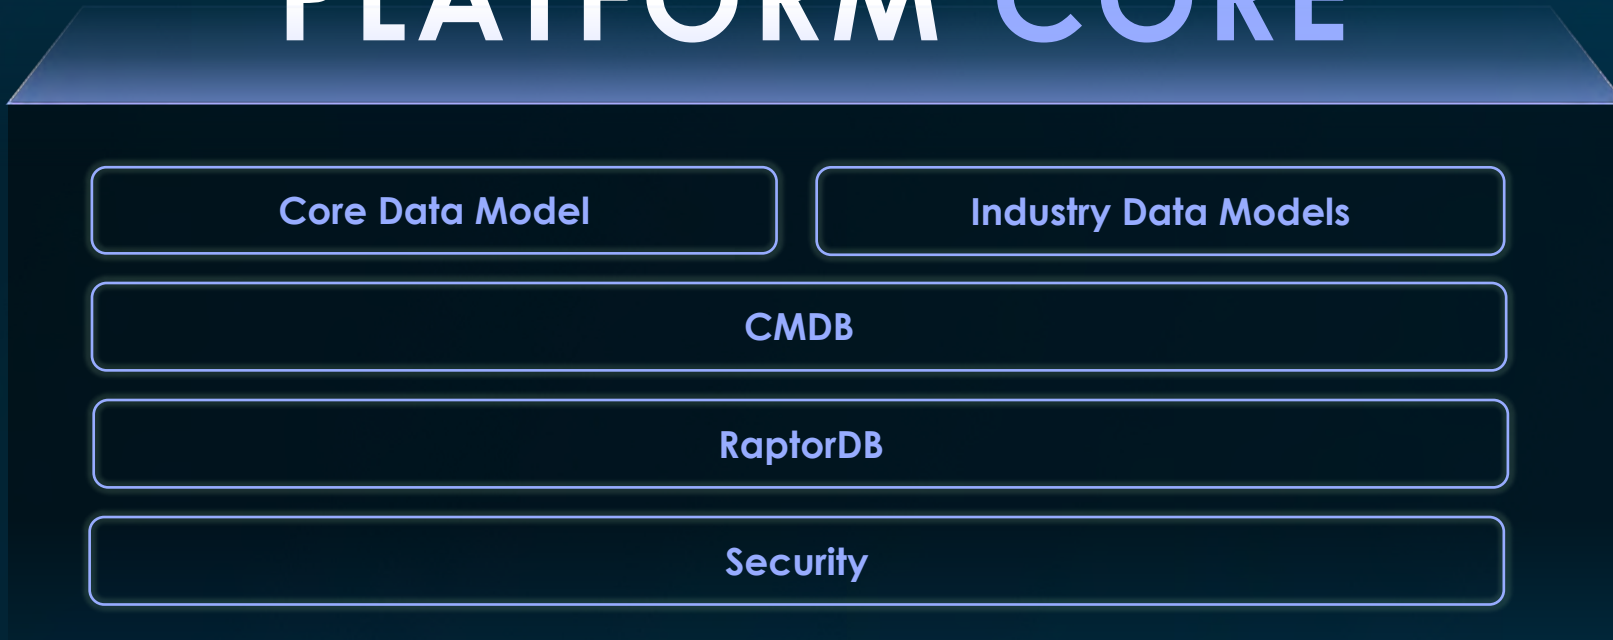 PLATFORM CORE
Core Data Model
Industry Data Models
CMDB
RaptorDB
Security